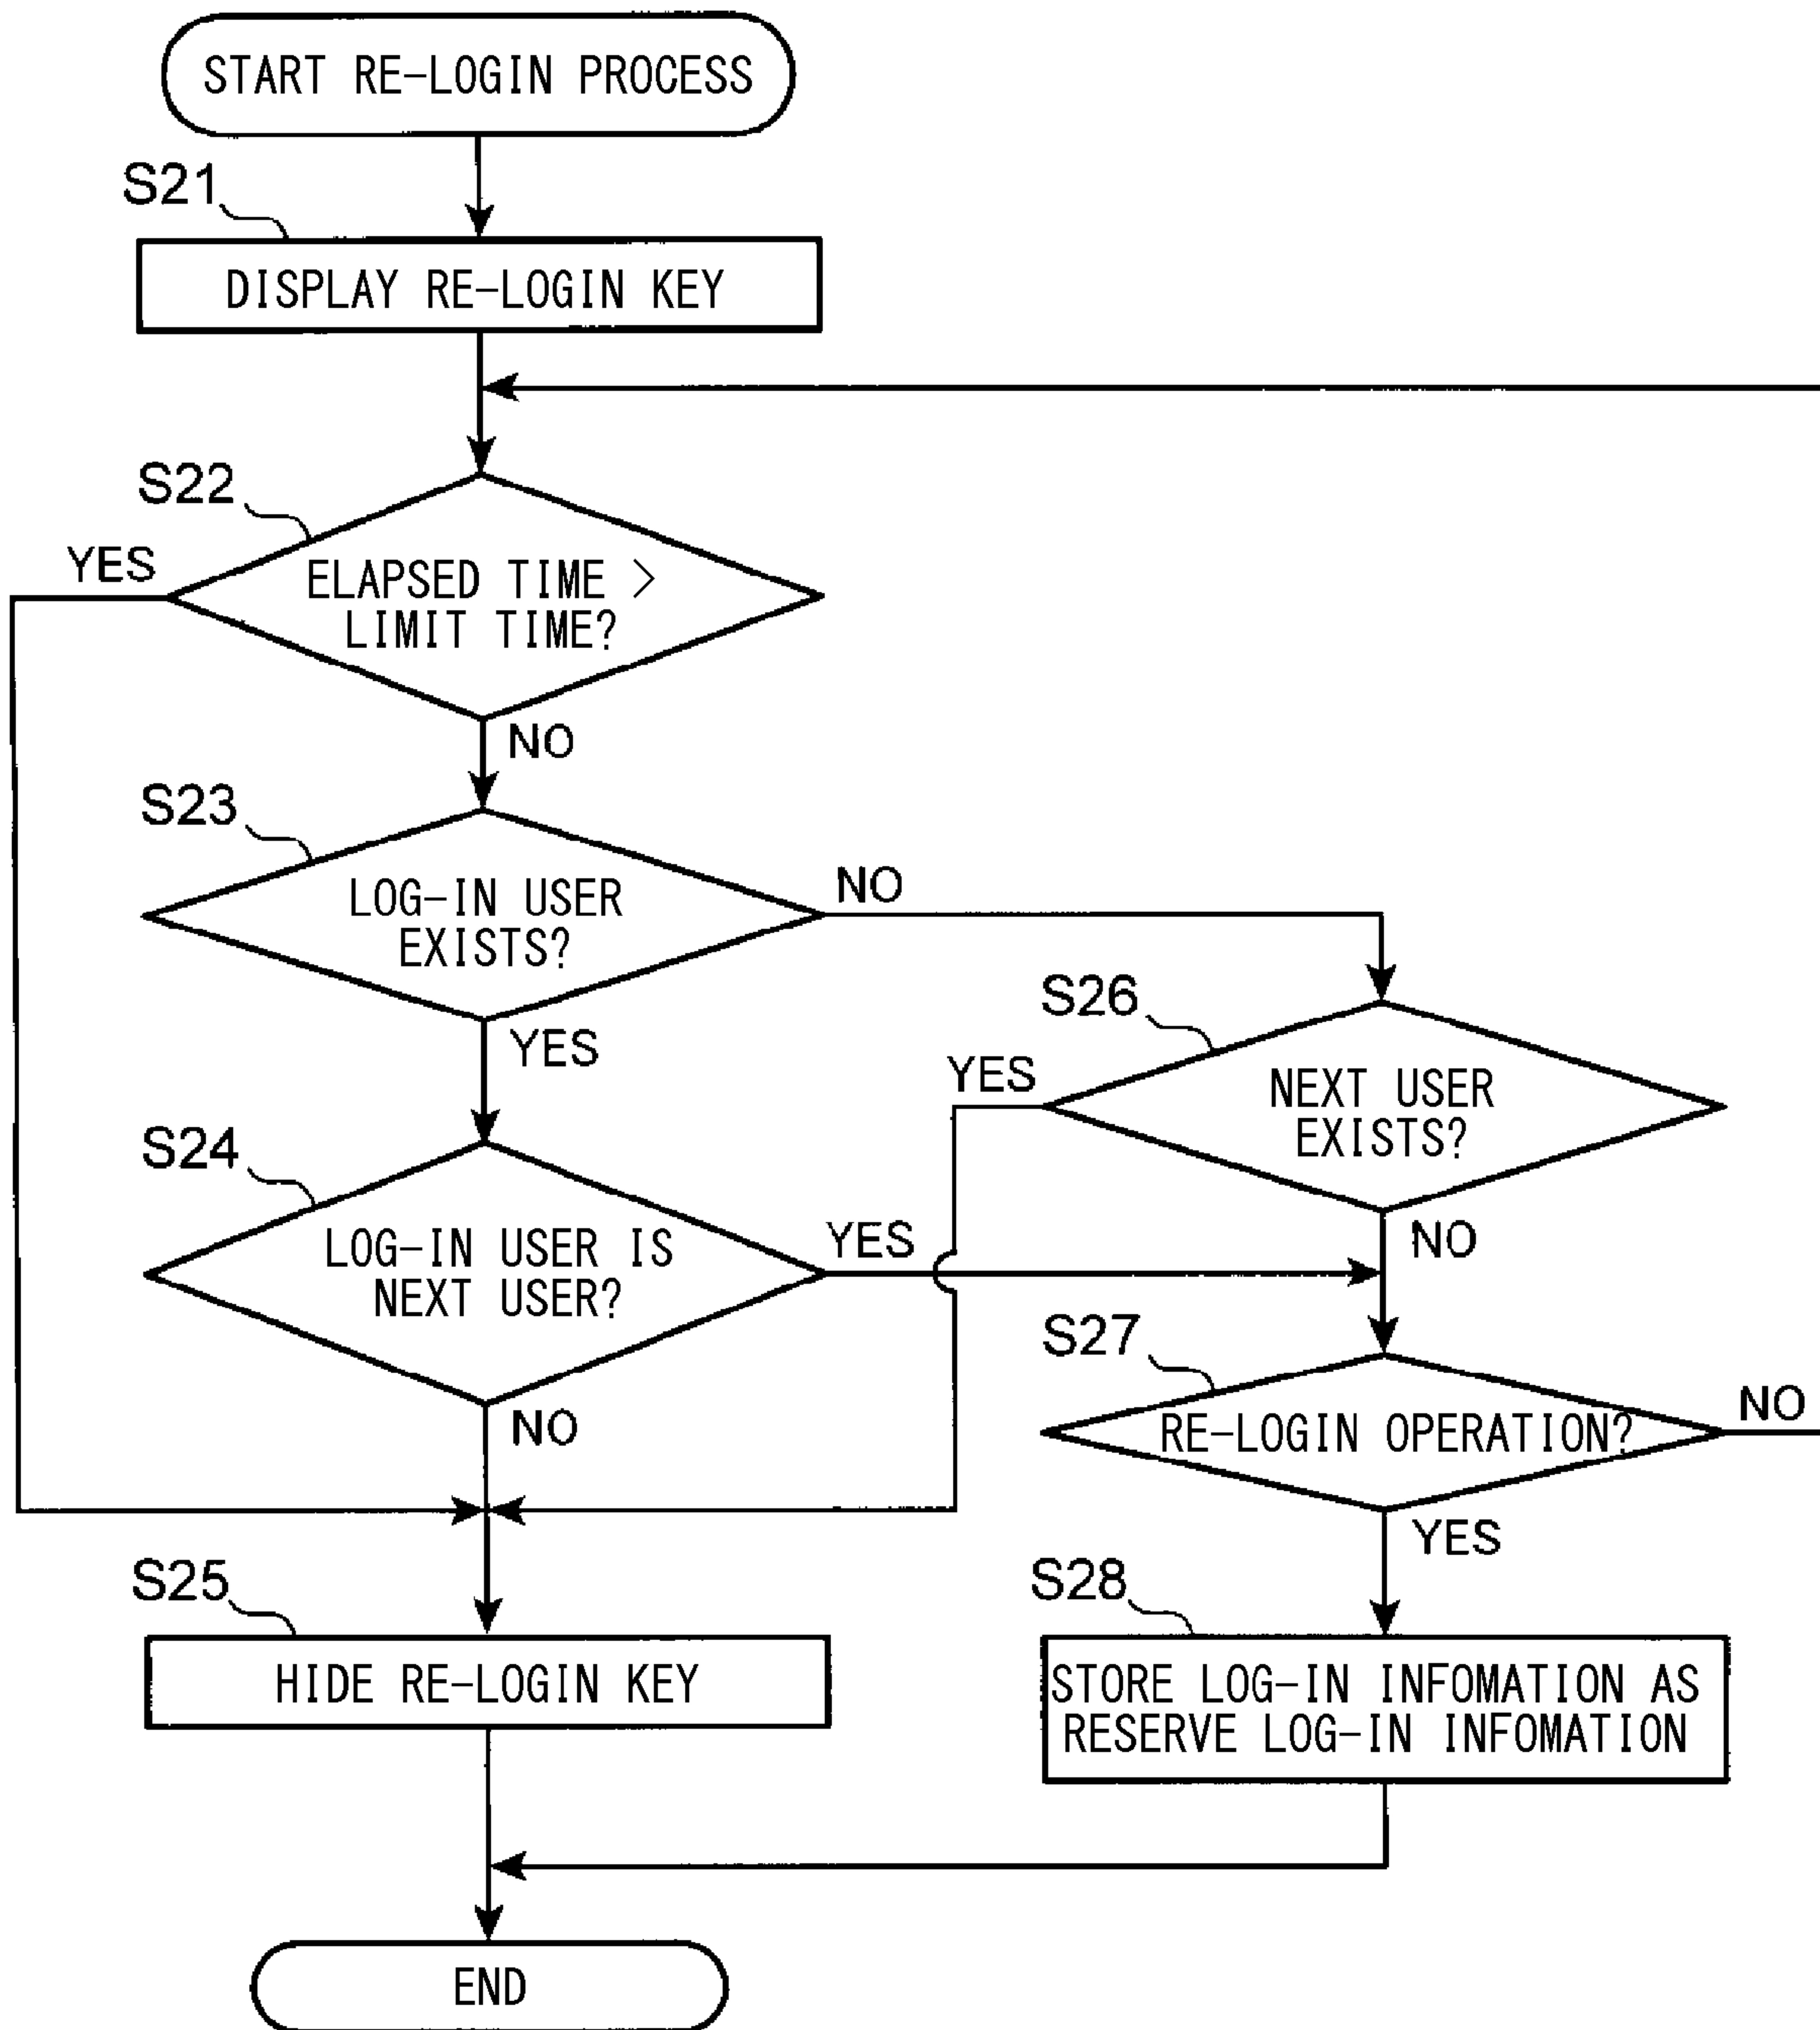 START RE-LOGIN PROCESS
S21
DISPLAY RE-LOGIN KEY
S22
YES
ELAPSED TIME >
LIMIT TIME?
NO
S23
LOG-IN USER
EXISTS?
NO
YES
S26
YES
NEXT USER
EXISTS?
NO
S24
LOG-IN USER IS
NEXT USER?
YES
NO
S27
RE-LOGIN OPERATION?
NO
YES
S25
HIDE RE-LOGIN KEY
S28
STORE LOG-IN INFOMATION AS
RESERVE LOG-IN INFOMATION
END